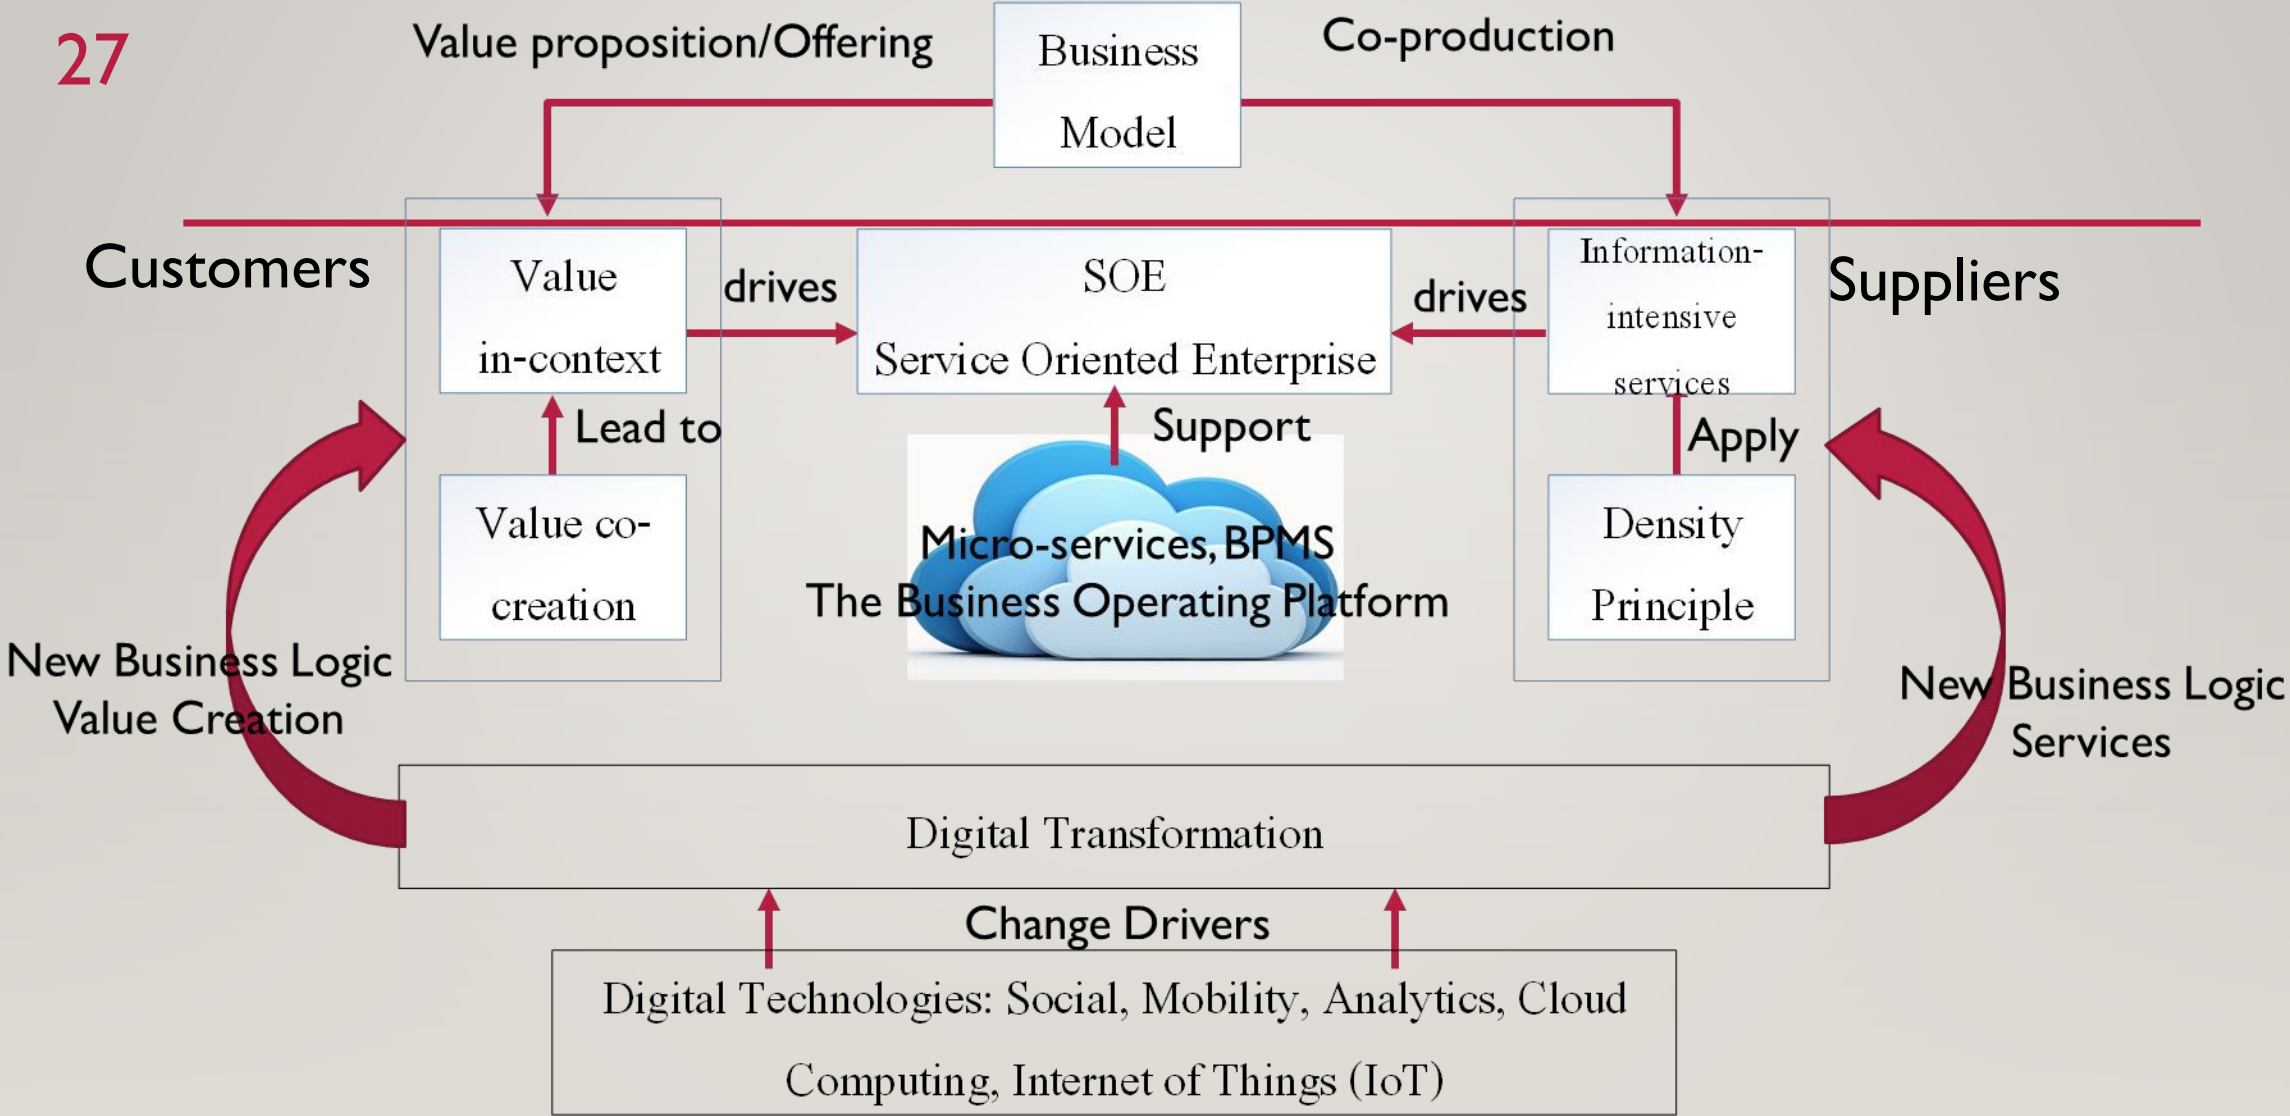 27
Value proposition/Offering
Business
Model
Co-production
Customers
Value
in-context
drives
SOE
Service Oriented Enterprise
drives
Information-
intensive
services
Suppliers
Lead to
Support
Apply
Value co-
creation
Micro-services, BPMS
The Business Operating Platform
Density
Principle
New Business Logic
Value Creation
New Business Logic
Services
Digital Transformation
Change Drivers
Digital Technologies: Social, Mobility, Analytics, Cloud
Computing, Internet of Things (IoT)